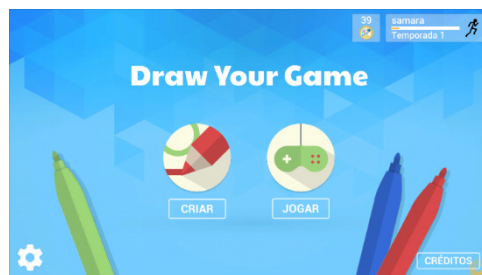 39
samara
Temporada 1
Draw Your Game
CRIAR
JOGAR
CRÉDITOS